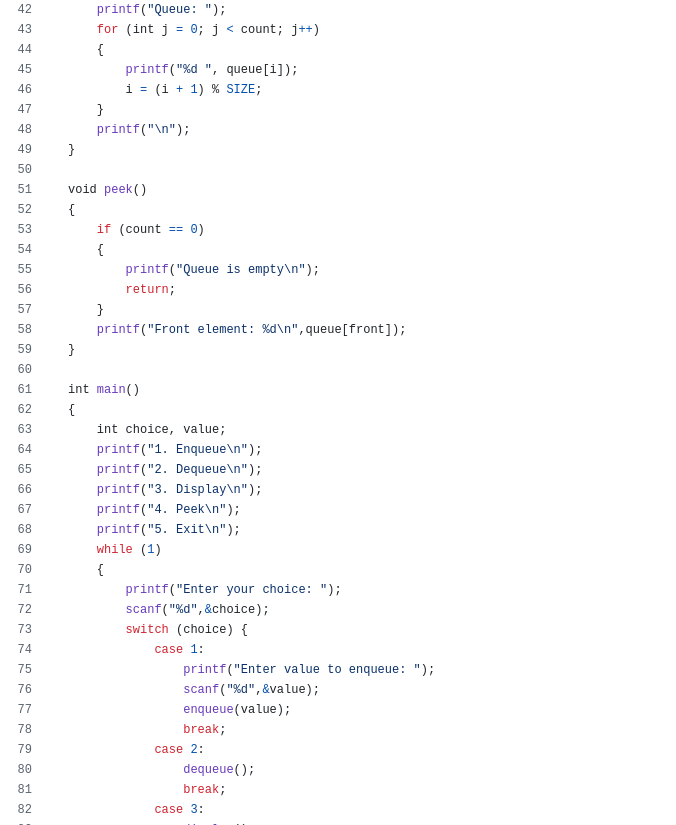 42 printf("Queue: ");
43 for (int j = 0; j < count; j++)
44 {
45 printf("%d ", queue[i]);
46 i = (i + 1) % SIZE;
47 }
48 printf("\n");
49 }
50
51 void peek()
52 {
53 if (count == 0)
54 {
55 printf("Queue is empty\n");
56 return;
57 }
58 printf("Front element: %d\n",queue[front]);
59 }
60
61 int main()
62 {
63 int choice, value;
64 printf("1. Enqueue\n");
65 printf("2. Dequeue\n");
66 printf("3. Display\n");
67 printf("4. Peek\n");
68 printf("5. Exit\n");
69 while (1)
70 {
71 printf("Enter your choice: ");
72 scanf("%d",&choice);
73 switch (choice) {
74 case 1:
75 printf("Enter value to enqueue: ");
76 scanf("%d",&value);
77 enqueue(value);
78 break;
79 case 2:
80 dequeue();
81 break;
82 case 3: